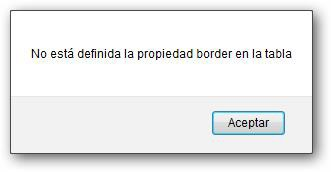 No está definida la propiedad border en la tabla
Aceptar